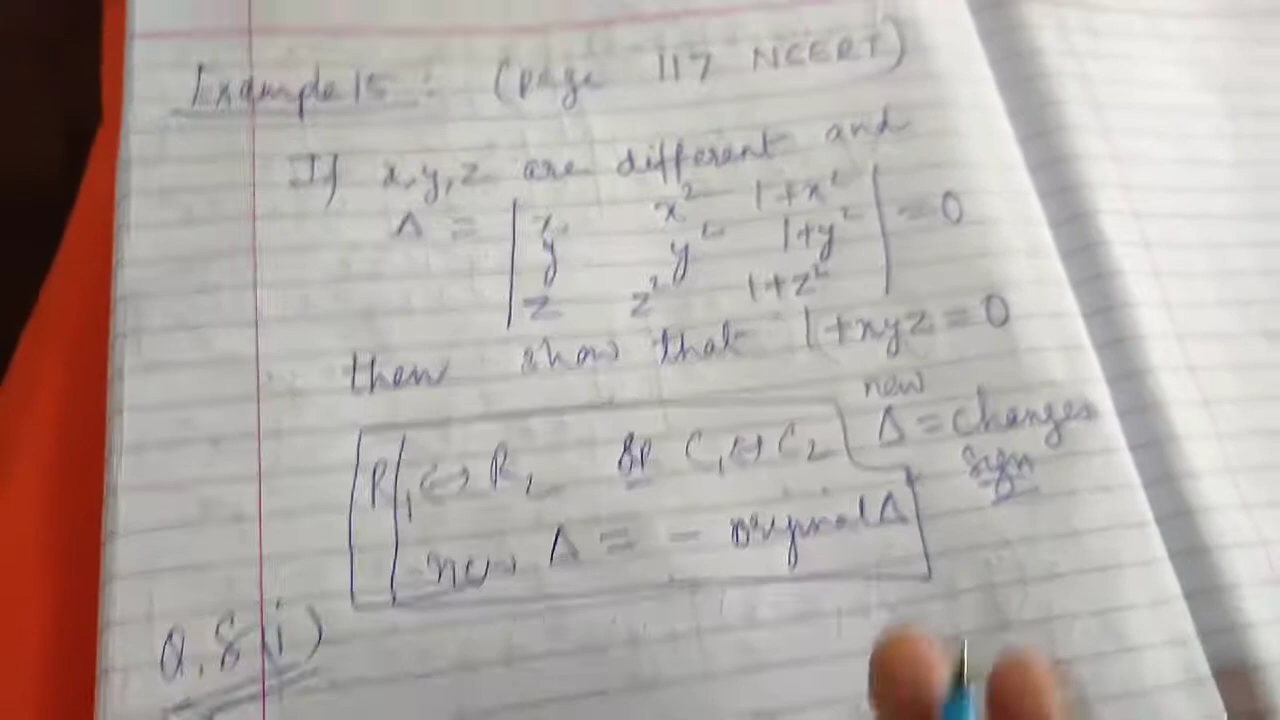 Example 15 : (page 117 NCERT)
If x, y, z are different and
Δ = | x x² 1+x² | = 0
y y² 1+y²
z z² 1+z²
then show that 1+xyz = 0
R₁ ↔ R₂ or C₁ ↔ C₂
new Δ = changes sign
new Δ = - original Δ
Q. 8 i)